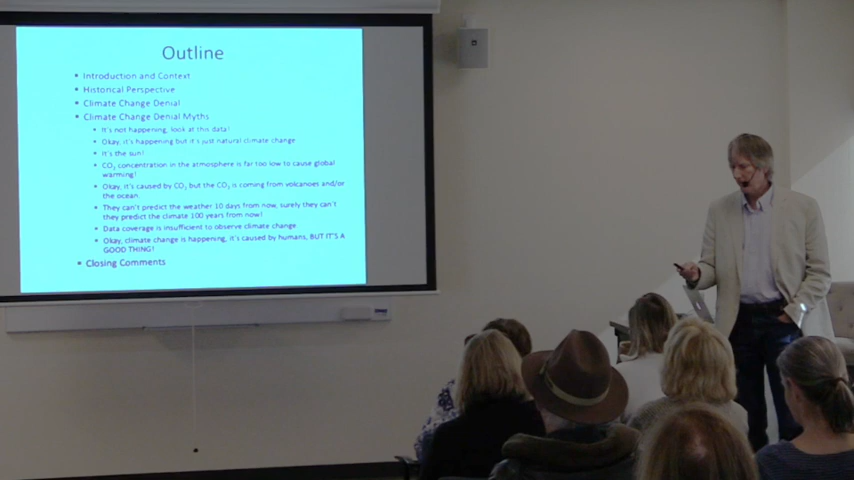 Outline
Introduction and Context
Historical Perspective
Climate Change Denial
Climate Change Denial Myths
It's not happening, look at this data!
Okay, it's happening but it's just natural climate change
It's the sun!
CO₂ concentration in the atmosphere is far too low to cause global
warming!
Okay, it's caused by CO₂ but the CO₂ is coming from volcanoes and/or
the ocean.
They can't predict the weather 10 days from now, surely they can't
they predict the climate 100 years from now!
Data coverage is insufficient to observe climate change
Okay, climate change is happening, it's caused by humans, BUT IT'S A
GOOD THING!
Closing Comments